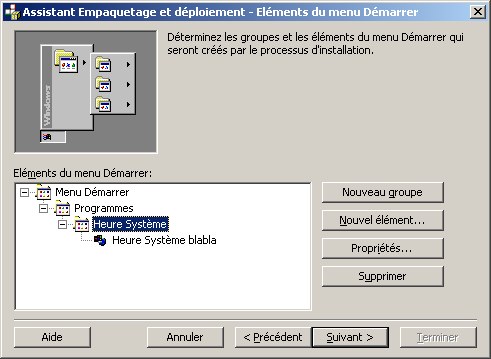 Assistant Empaquetage et déploiement - Eléments du menu Démarrer
Déterminez les groupes et les éléments du menu Démarrer qui
seront créés par le processus d'installation.
Windows
Eléments du menu Démarrer:
Menu Démarrer
Programmes
Heure Système
Heure Système blabla
Nouveau groupe
Nouvel élément...
Propriétés...
Supprimer
Aide
Annuler
< Précédent
Suivant >
Terminer